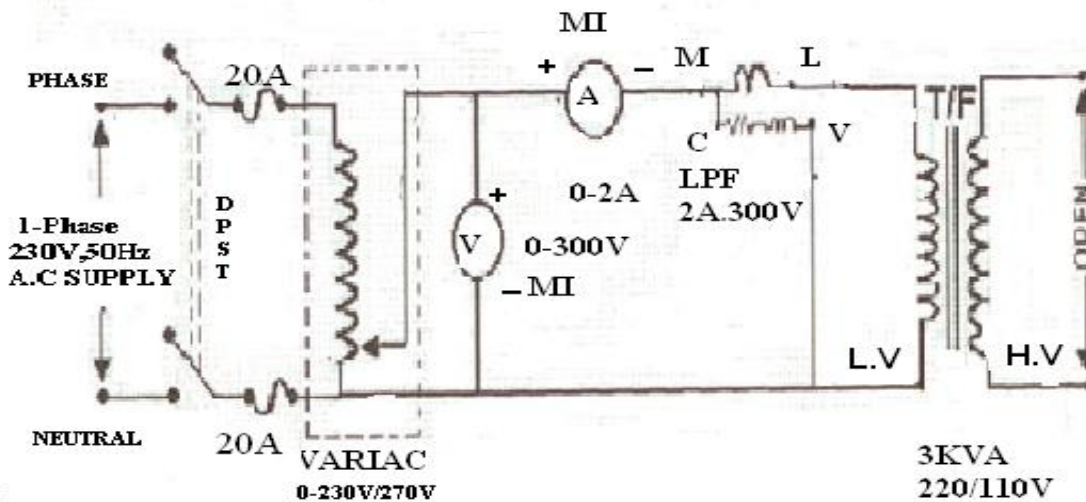 MI
PHASE
20A
+
-
M
L
A
T/F
C
V
D
P
S
T
1-Phase
230V,50Hz
A.C SUPPLY
+
V
0-300V
- MI
0-2A
LPF
2A.300V
OPEN
L.V
H.V
NEUTRAL
20A
VARIAC
0-230V/270V
3KVA
220/110V